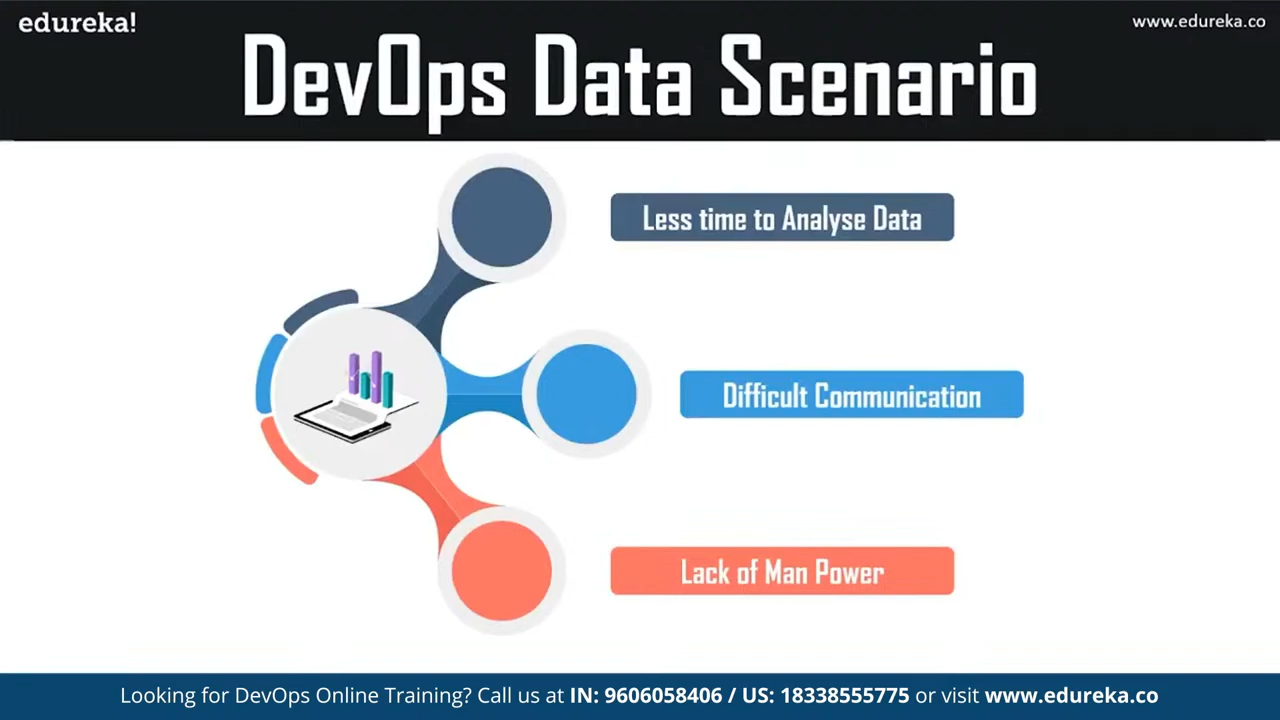 edureka!
www.edureka.co
DevOps Data Scenario
Less time to Analyse Data
Difficult Communication
Lack of Man Power
Looking for DevOps Online Training? Call us at IN: 9606058406 / US: 18338555775 or visit www.edureka.co